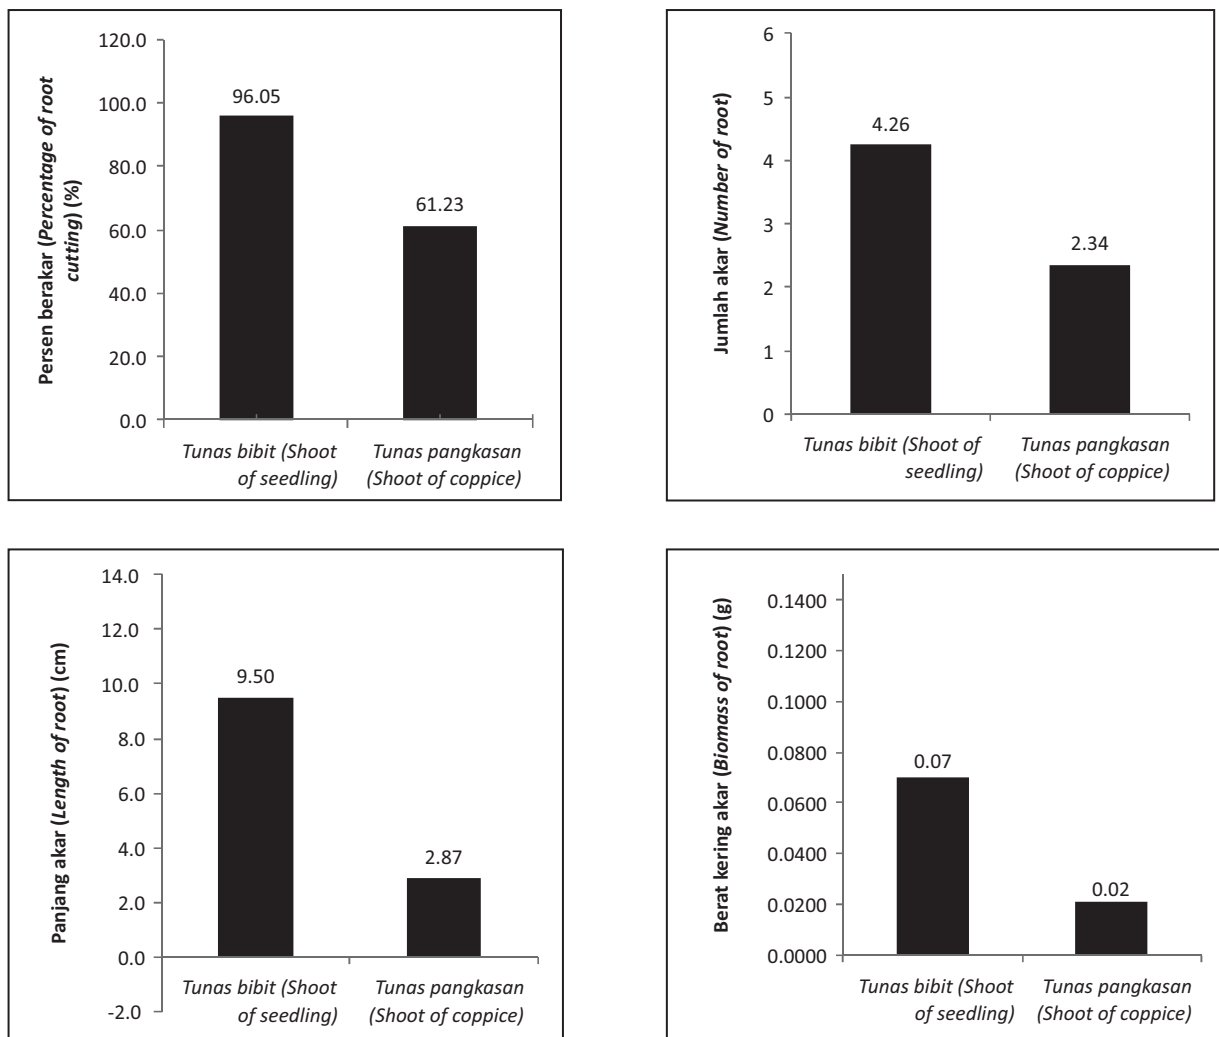 Persen berakar (Percentage of root
cutting) (%)
120.0
100.0
80.0
60.0
40.0
20.0
0.0
96.05
61.23
Tunas bibit (Shoot
of seedling)
Tunas pangkasan
(Shoot of coppice)
Jumlah akar (Number of root)
6
5
4
3
2
1
0
4.26
2.34
Tunas bibit (Shoot of
seedling)
Tunas pangkasan
(Shoot of coppice)
Panjang akar (Length of root) (cm)
14.0
12.0
10.0
8.0
6.0
4.0
2.0
0.0
-2.0
9.50
2.87
Tunas bibit (Shoot
of seedling)
Tunas pangkasan
(Shoot of coppice)
Berat kering akar (Biomass of root) (g)
0.1400
0.1200
0.1000
0.0800
0.0600
0.0400
0.0200
0.0000
0.07
0.02
Tunas bibit (Shoot
of seedling)
Tunas pangkasan
(Shoot of coppice)